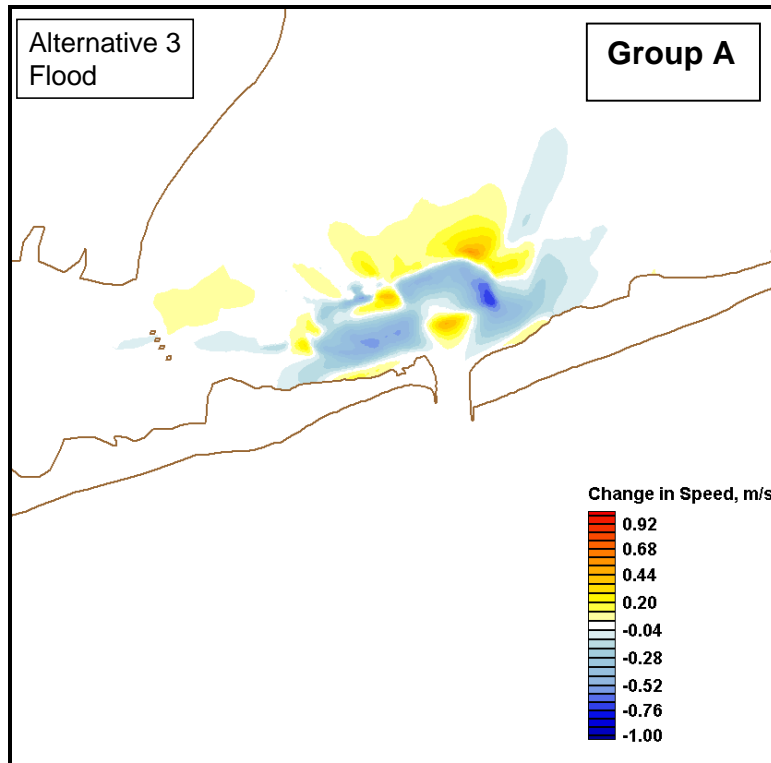 Alternative 3
Flood
Group A
Change in Speed, m/s
0.92
0.68
0.44
0.20
-0.04
-0.28
-0.52
-0.76
-1.00